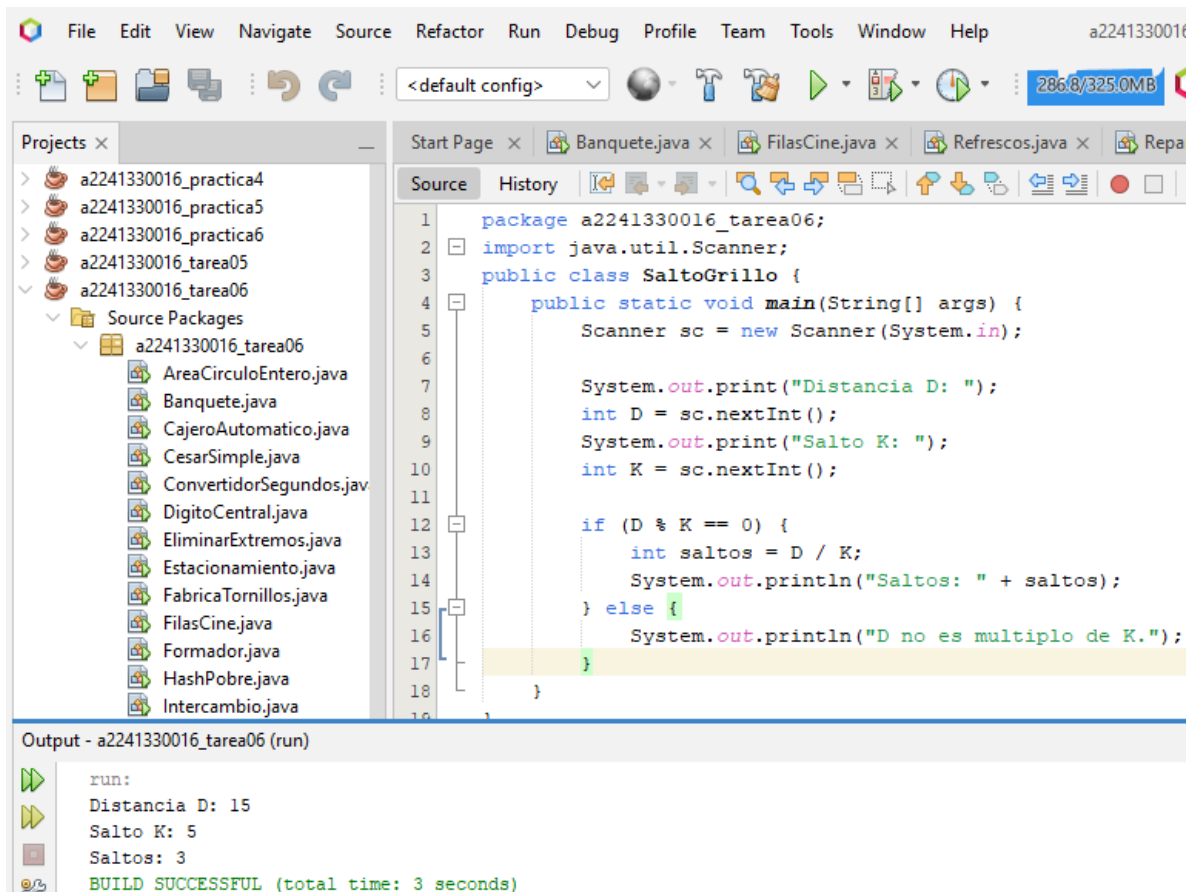 File Edit View Navigate Source Refactor Run Debug Profile Team Tools Window Help a2241330016
<default config> 286.8/325.0MB
Projects
Start Page Banquete.java FilasCine.java Refrescos.java Repa
Source History
a2241330016_practica4
a2241330016_practica5
a2241330016_practica6
a2241330016_tarea05
a2241330016_tarea06
Source Packages
a2241330016_tarea06
AreaCirculoEntero.java
Banquete.java
CajeroAutomatico.java
CesarSimple.java
ConvertidorSegundos.jav
DigitoCentral.java
EliminarExtremos.java
Estacionamiento.java
FabricaTornillos.java
FilasCine.java
Formador.java
HashPobre.java
Intercambio.java
1 package a2241330016_tarea06;
2 import java.util.Scanner;
3 public class SaltoGrillo {
4 public static void main(String[] args) {
5 Scanner sc = new Scanner(System.in);
6
7 System.out.print("Distancia D: ");
8 int D = sc.nextInt();
9 System.out.print("Salto K: ");
10 int K = sc.nextInt();
11
12 if (D % K == 0) {
13 int saltos = D / K;
14 System.out.println("Saltos: " + saltos);
15 } else {
16 System.out.println("D no es multiplo de K.");
17 }
18 }
19 }
Output - a2241330016_tarea06 (run)
run:
Distancia D: 15
Salto K: 5
Saltos: 3
BUILD SUCCESSFUL (total time: 3 seconds)